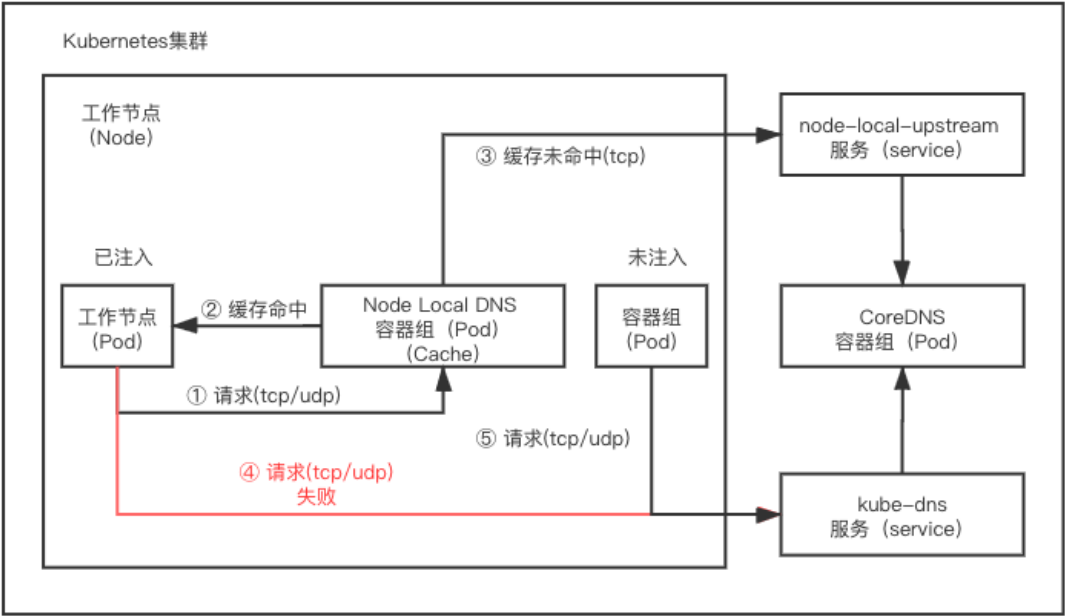 Kubernetes集群
工作节点
(Node)
③ 缓存未命中(tcp)
node-local-upstream
服务 (service)
已注入
未注入
工作节点
(Pod)
② 缓存命中
Node Local DNS
容器组 (Pod)
(Cache)
容器组
(Pod)
CoreDNS
容器组 (Pod)
① 请求(tcp/udp)
⑤ 请求(tcp/udp)
④ 请求(tcp/udp)
失败
kube-dns
服务 (service)